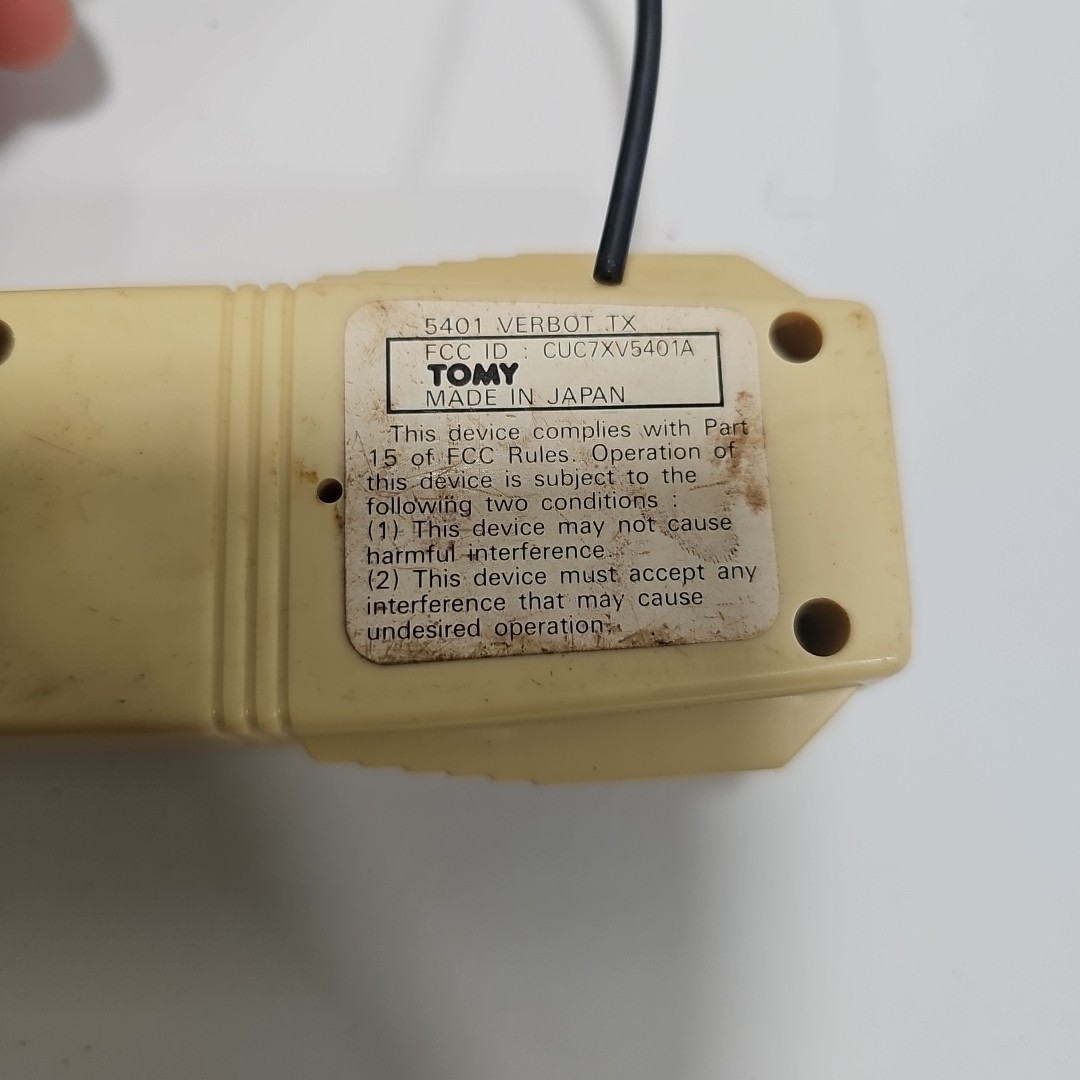 5401 VERBOT TX
FCC ID : CUC7XV5401A
TOMY
MADE IN JAPAN
This device complies with Part
15 of FCC Rules. Operation of
this device is subject to the
following two conditions :
(1) This device may not cause
harmful interference.
(2) This device must accept any
interference that may cause
undesired operation.